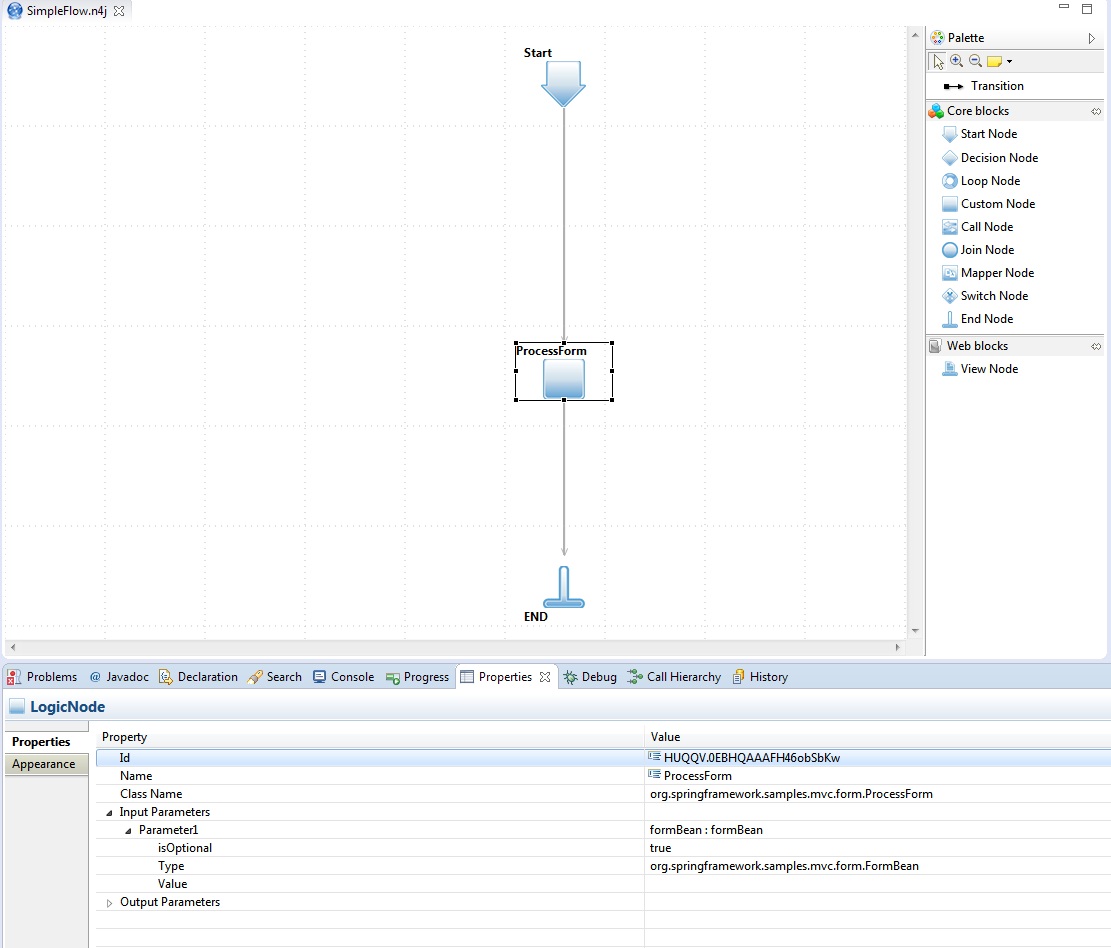 SimpleFlow.n4j
Start
ProcessForm
END
Palette
Transition
Core blocks
Start Node
Decision Node
Loop Node
Custom Node
Call Node
Join Node
Mapper Node
Switch Node
End Node
Web blocks
View Node
Problems @ Javadoc Declaration Search Console Progress Properties Debug Call Hierarchy History
LogicNode
Properties
Appearance
Property Value
Id HUQQV.0EBHQAAAFH46obSbKw
Name ProcessForm
Class Name org.springframework.samples.mvc.form.ProcessForm
Input Parameters
Parameter1 formBean : formBean
isOptional true
Type org.springframework.samples.mvc.form.FormBean
Value
Output Parameters